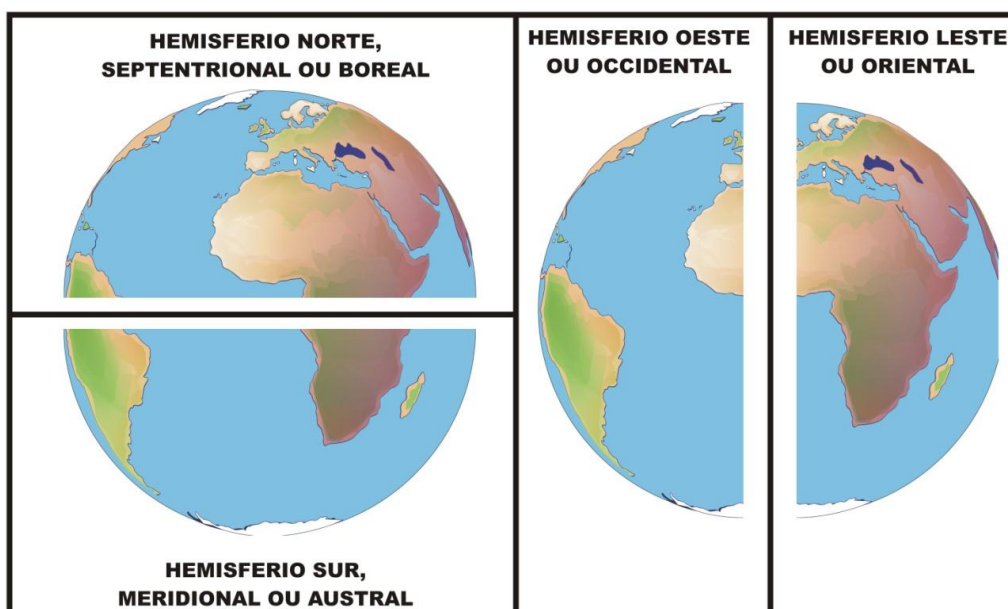 HEMISFERIO NORTE,
SEPTENTRIONAL OU BOREAL
HEMISFERIO SUR,
MERIDIONAL OU AUSTRAL
HEMISFERIO OESTE
OU OCCIDENTAL
HEMISFERIO LESTE
OU ORIENTAL